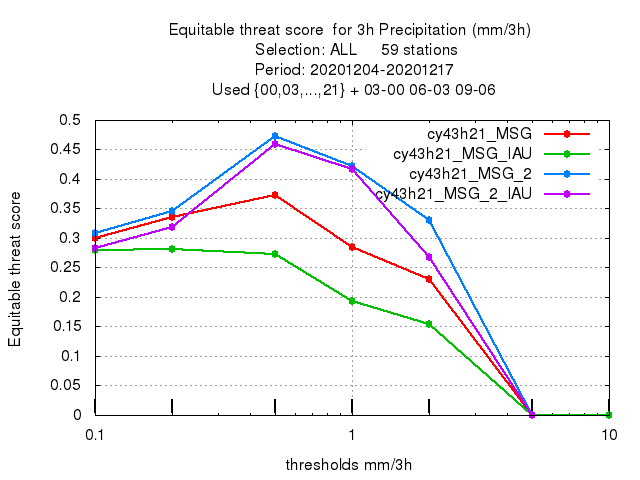 Equitable threat score  for 3h Precipitation (mm/3h)
Selection: ALL     59 stations
Period: 20201204-20201217
Used {00,03,...,21} + 03-00 06-03 09-06
cy43h21_MSG
cy43h21_MSG_IAU
cy43h21_MSG_2
cy43h21_MSG_2_IAU
Equitable threat score
0.5
0.45
0.4
0.35
0.3
0.25
0.2
0.15
0.1
0.05
0
0.1 1 10
thresholds mm/3h